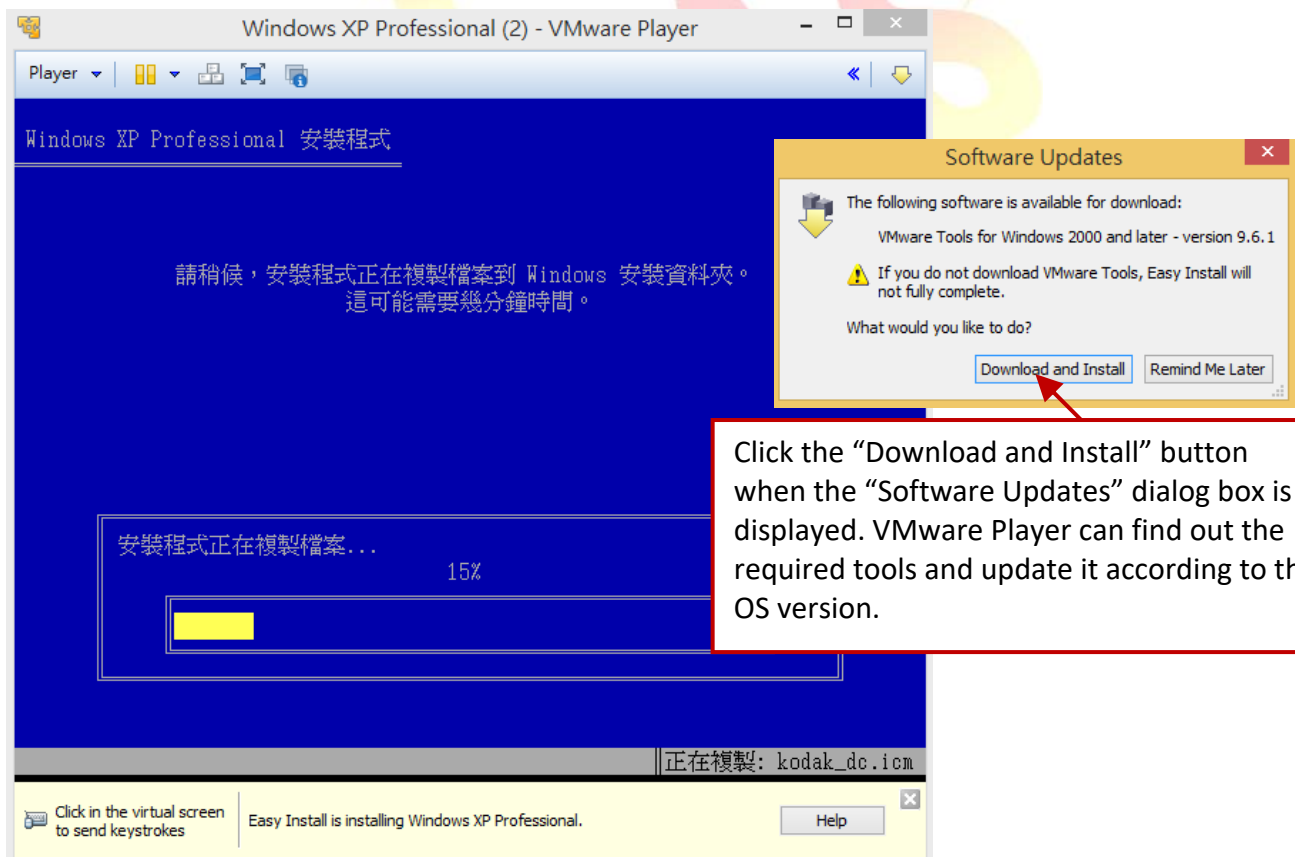 Windows XP Professional (2) - VMware Player
Player
Windows XP Professional 安裝程式
請稍候，安裝程式正在複製檔案到 Windows 安裝資料夾。
這可能需要幾分鐘時間。
安裝程式正在複製檔案...
15%
正在複製: kodak_dc.icm
Click in the virtual screen
to send keystrokes
Easy Install is installing Windows XP Professional.
Help
Software Updates
The following software is available for download:
VMware Tools for Windows 2000 and later - version 9.6.1
If you do not download VMware Tools, Easy Install will
not fully complete.
What would you like to do?
Download and Install
Remind Me Later
Click the “Download and Install” button
when the “Software Updates” dialog box is
displayed. VMware Player can find out the
required tools and update it according to th
OS version.